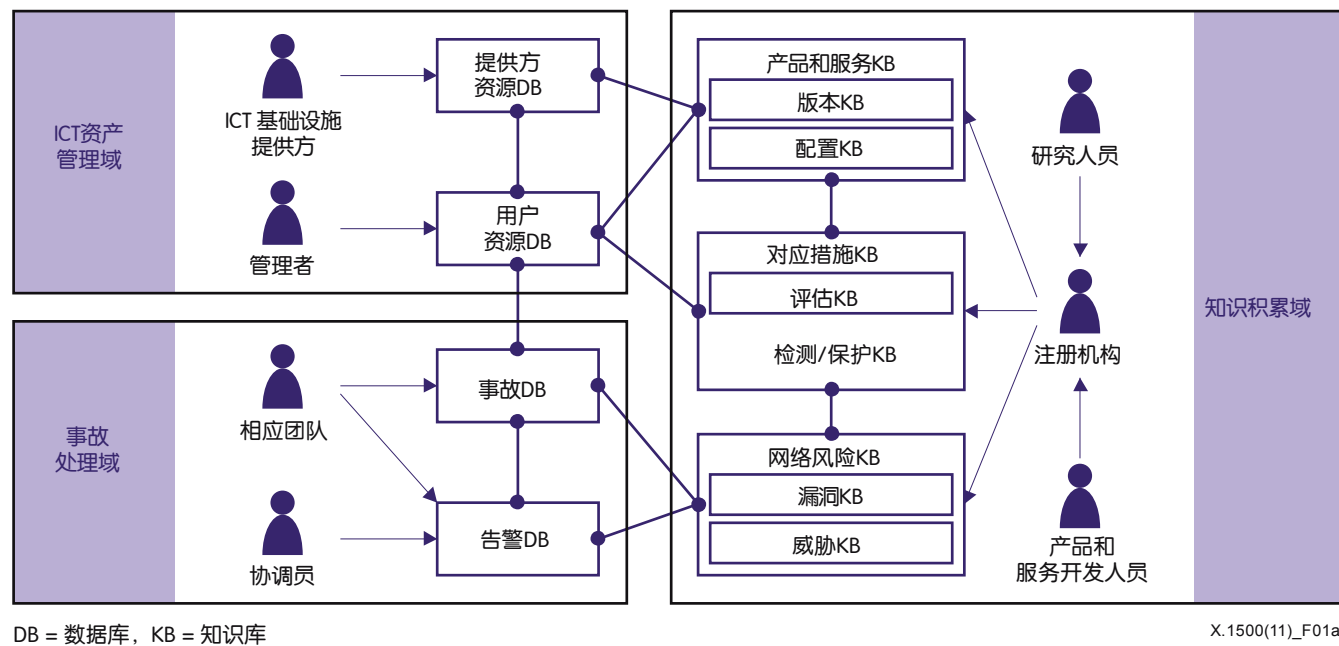 ICT资产
管理域
ICT 基础设施
提供方
管理者
提供方
资源DB
用户
资源DB
事故
处理域
相应团队
协调员
事故DB
告警DB
产品和服务KB
版本KB
配置KB
对应措施KB
评估KB
检测/保护KB
网络风险KB
漏洞KB
威胁KB
研究人员
注册机构
产品和
服务开发人员
知识积累域
DB = 数据库，KB = 知识库
X.1500(11)_F01a